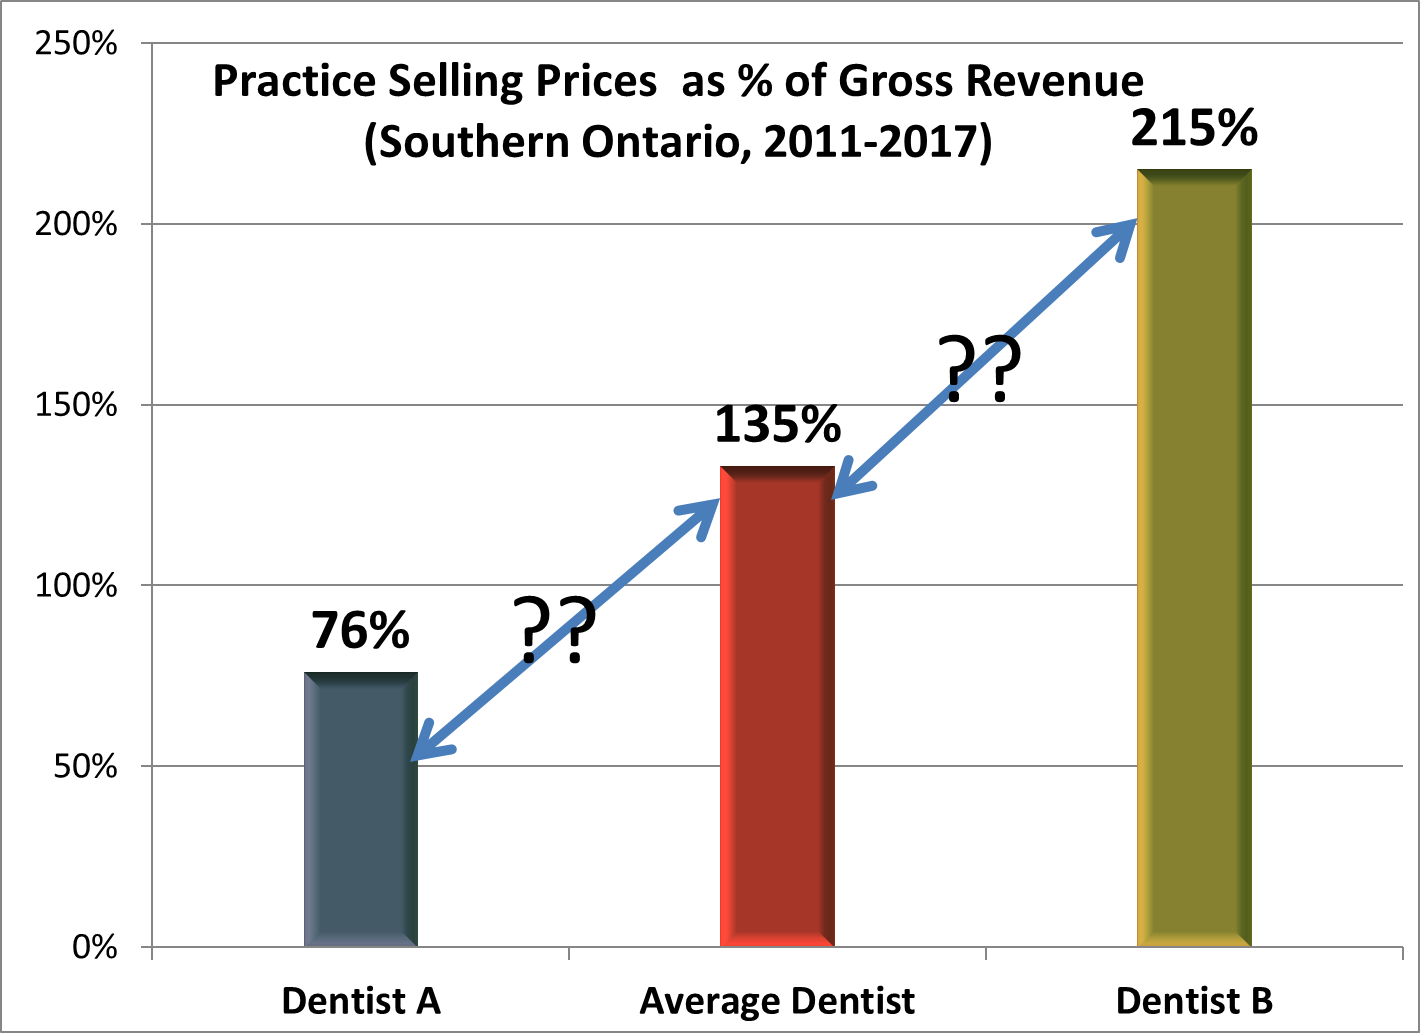 250%
Practice Selling Prices  as % of Gross Revenue
(Southern Ontario, 2011-2017)
215%
200%
??
150%
135%
100%
??
76%
50%
0%
Dentist A
Average Dentist
Dentist B